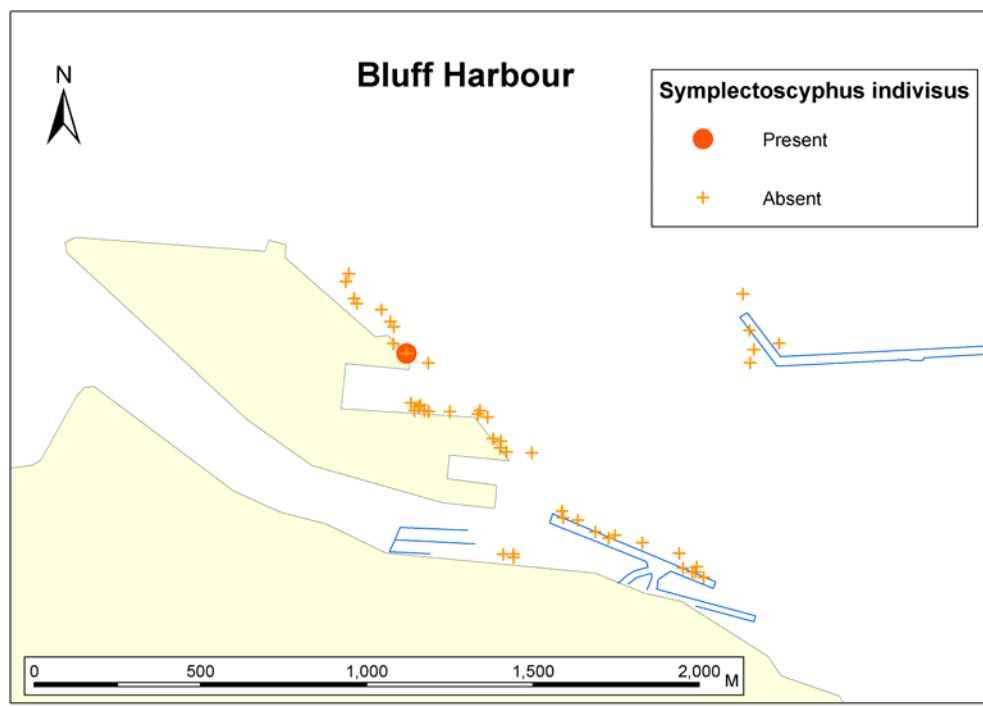 N
Bluff Harbour
Symplectoscyphus indivisus
Present
Absent
0 500 1,000 1,500 2,000 M